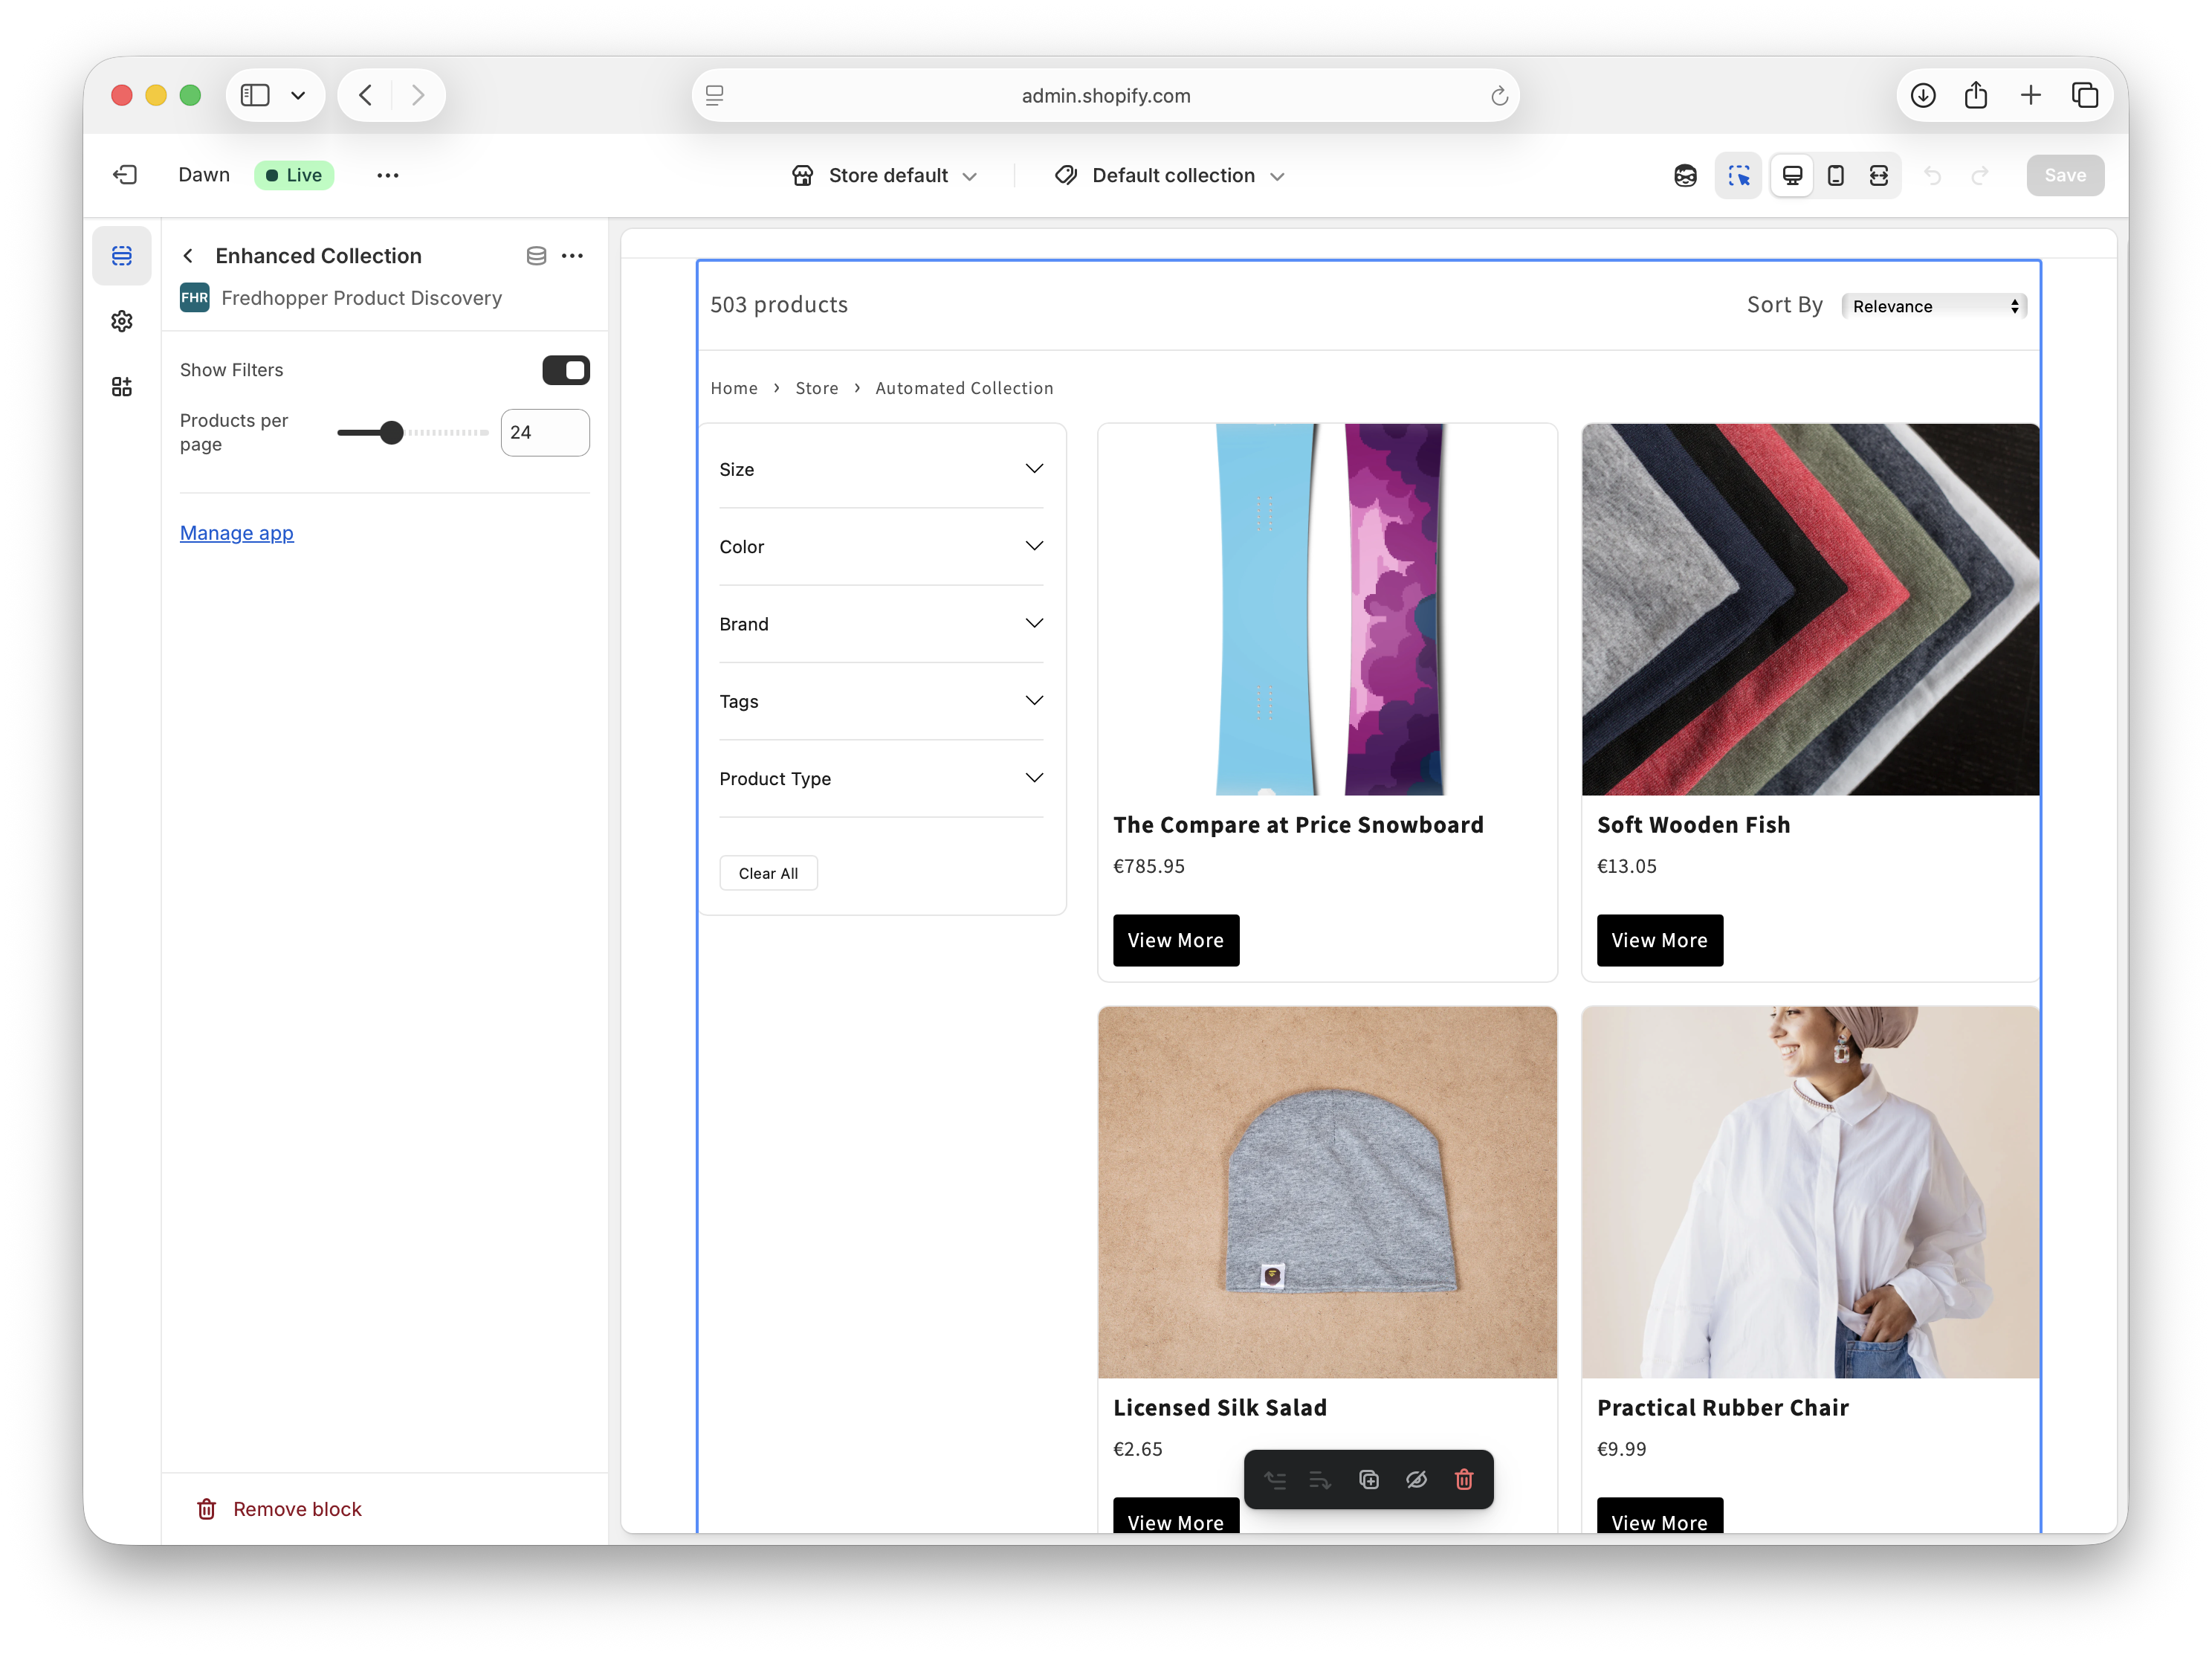 admin.shopify.com
Dawn
Live
Store default
Default collection
Save
Enhanced Collection
FHR
Fredhopper Product Discovery
Show Filters
Products per
page
24
Manage app
Remove block
503 products
Sort By
Relevance
Home › Store › Automated Collection
Size
Color
Brand
Tags
Product Type
Clear All
The Compare at Price Snowboard
€785.95
View More
Soft Wooden Fish
€13.05
View More
Licensed Silk Salad
€2.65
View More
Practical Rubber Chair
€9.99
View More